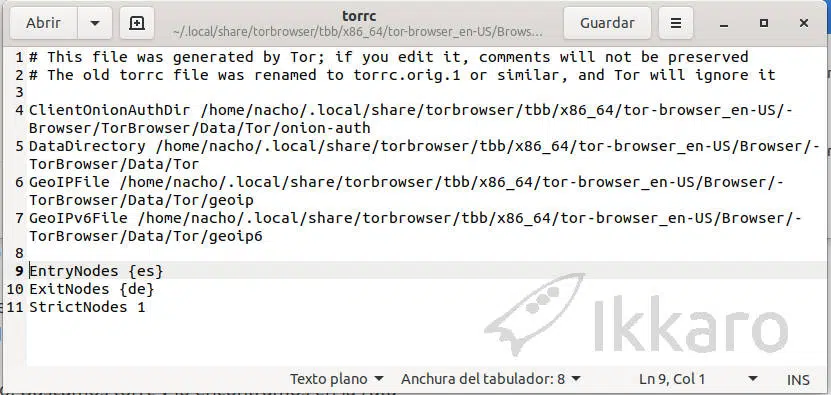 Abrir
torrc
~/.local/share/torbrowser/tbb/x86_64/tor-browser_en-US/Brows...
Guardar
1 # This file was generated by Tor; if you edit it, comments will not be preserved
2 # The old torrc file was renamed to torrc.orig.1 or similar, and Tor will ignore it
3
4 ClientOnionAuthDir /home/nacho/.local/share/torbrowser/tbb/x86_64/tor-browser_en-US/-
Browser/TorBrowser/Data/Tor/onion-auth
5 DataDirectory /home/nacho/.local/share/torbrowser/tbb/x86_64/tor-browser_en-US/Browser/-
TorBrowser/Data/Tor
6 GeoIPFile /home/nacho/.local/share/torbrowser/tbb/x86_64/tor-browser_en-US/Browser/-
TorBrowser/Data/Tor/geoip
7 GeoIPv6File /home/nacho/.local/share/torbrowser/tbb/x86_64/tor-browser_en-US/Browser/-
TorBrowser/Data/Tor/geoip6
8
9 EntryNodes {es}
10 ExitNodes {de}
11 StrictNodes 1
Ikkaro
Texto plano
Anchura del tabulador: 8
Ln 9, Col 1
INS